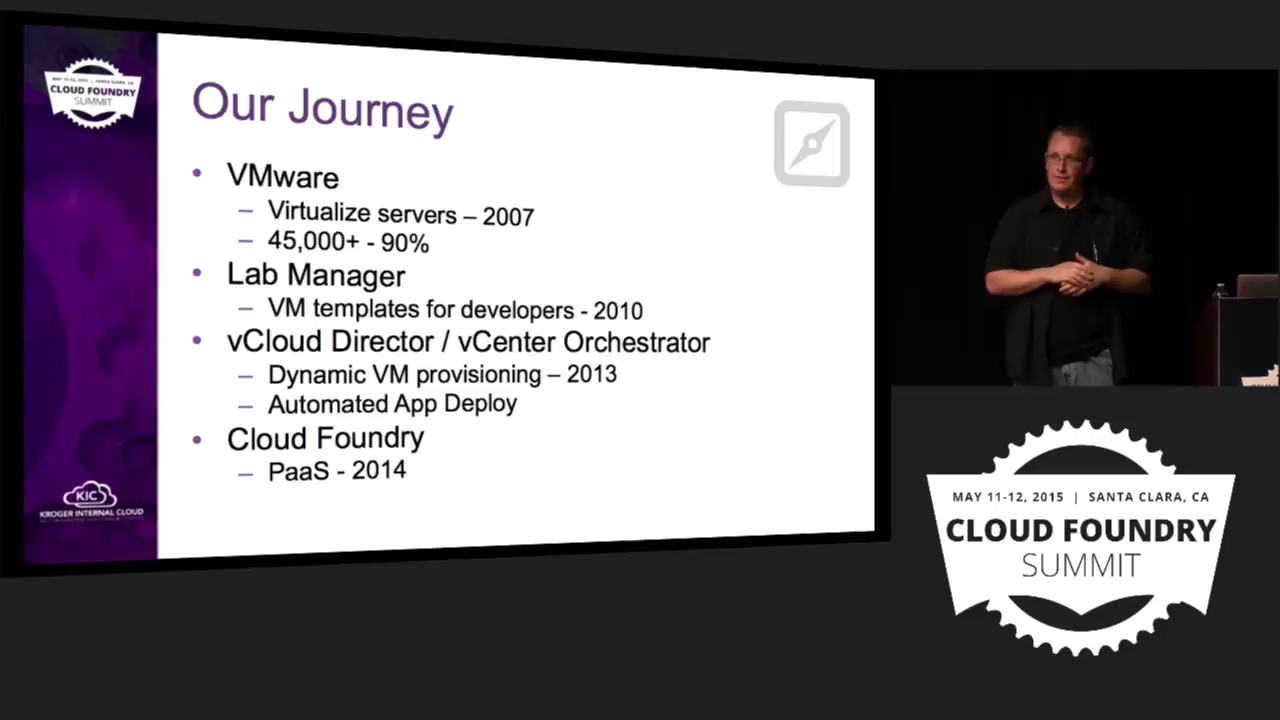 MAY 11-12, 2015 | SANTA CLARA, CA
CLOUD FOUNDRY
SUMMIT
Our Journey
• VMware
– Virtualize servers – 2007
– 45,000+ - 90%
• Lab Manager
– VM templates for developers - 2010
• vCloud Director / vCenter Orchestrator
– Dynamic VM provisioning – 2013
– Automated App Deploy
• Cloud Foundry
– PaaS - 2014
KIC
KROGER INTERNAL CLOUD
MAY 11-12, 2015 | SANTA CLARA, CA
CLOUD FOUNDRY
SUMMIT